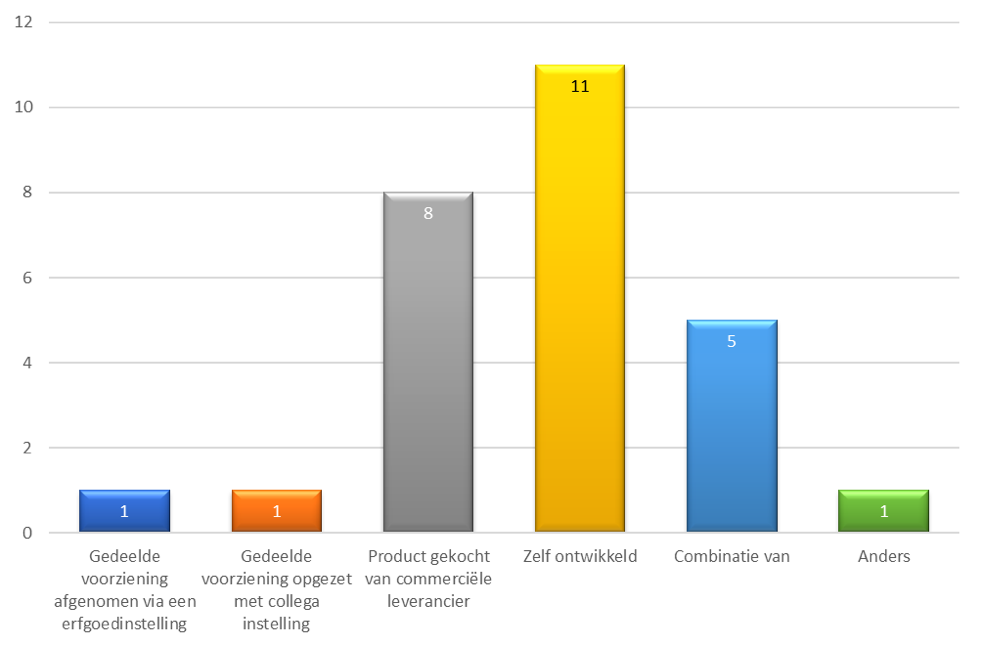 12
10
8
6
4
2
0
1
1
8
11
5
1
Gedeelde
voorziening
afgenomen via een
erfgoedinstelling
Gedeelde
voorziening opgezet
met collega
instelling
Product gekocht
van commerciële
leverancier
Zelf ontwikkeld
Combinatie van
Anders